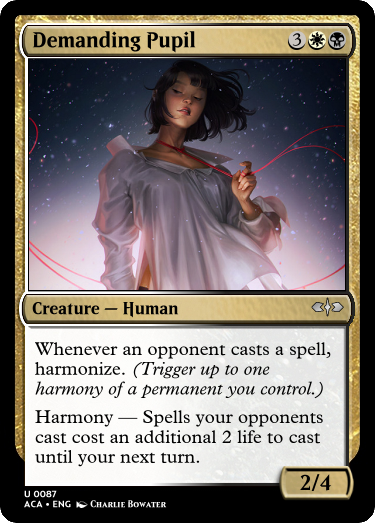 Demanding Pupil 3
Creature — Human
Whenever an opponent casts a spell,
harmonize. (Trigger up to one
harmony of a permanent you control.)
Harmony — Spells your opponents
cast cost an additional 2 life to cast
until your next turn.
2/4
U 0087
ACA • ENG Charlie Bowater